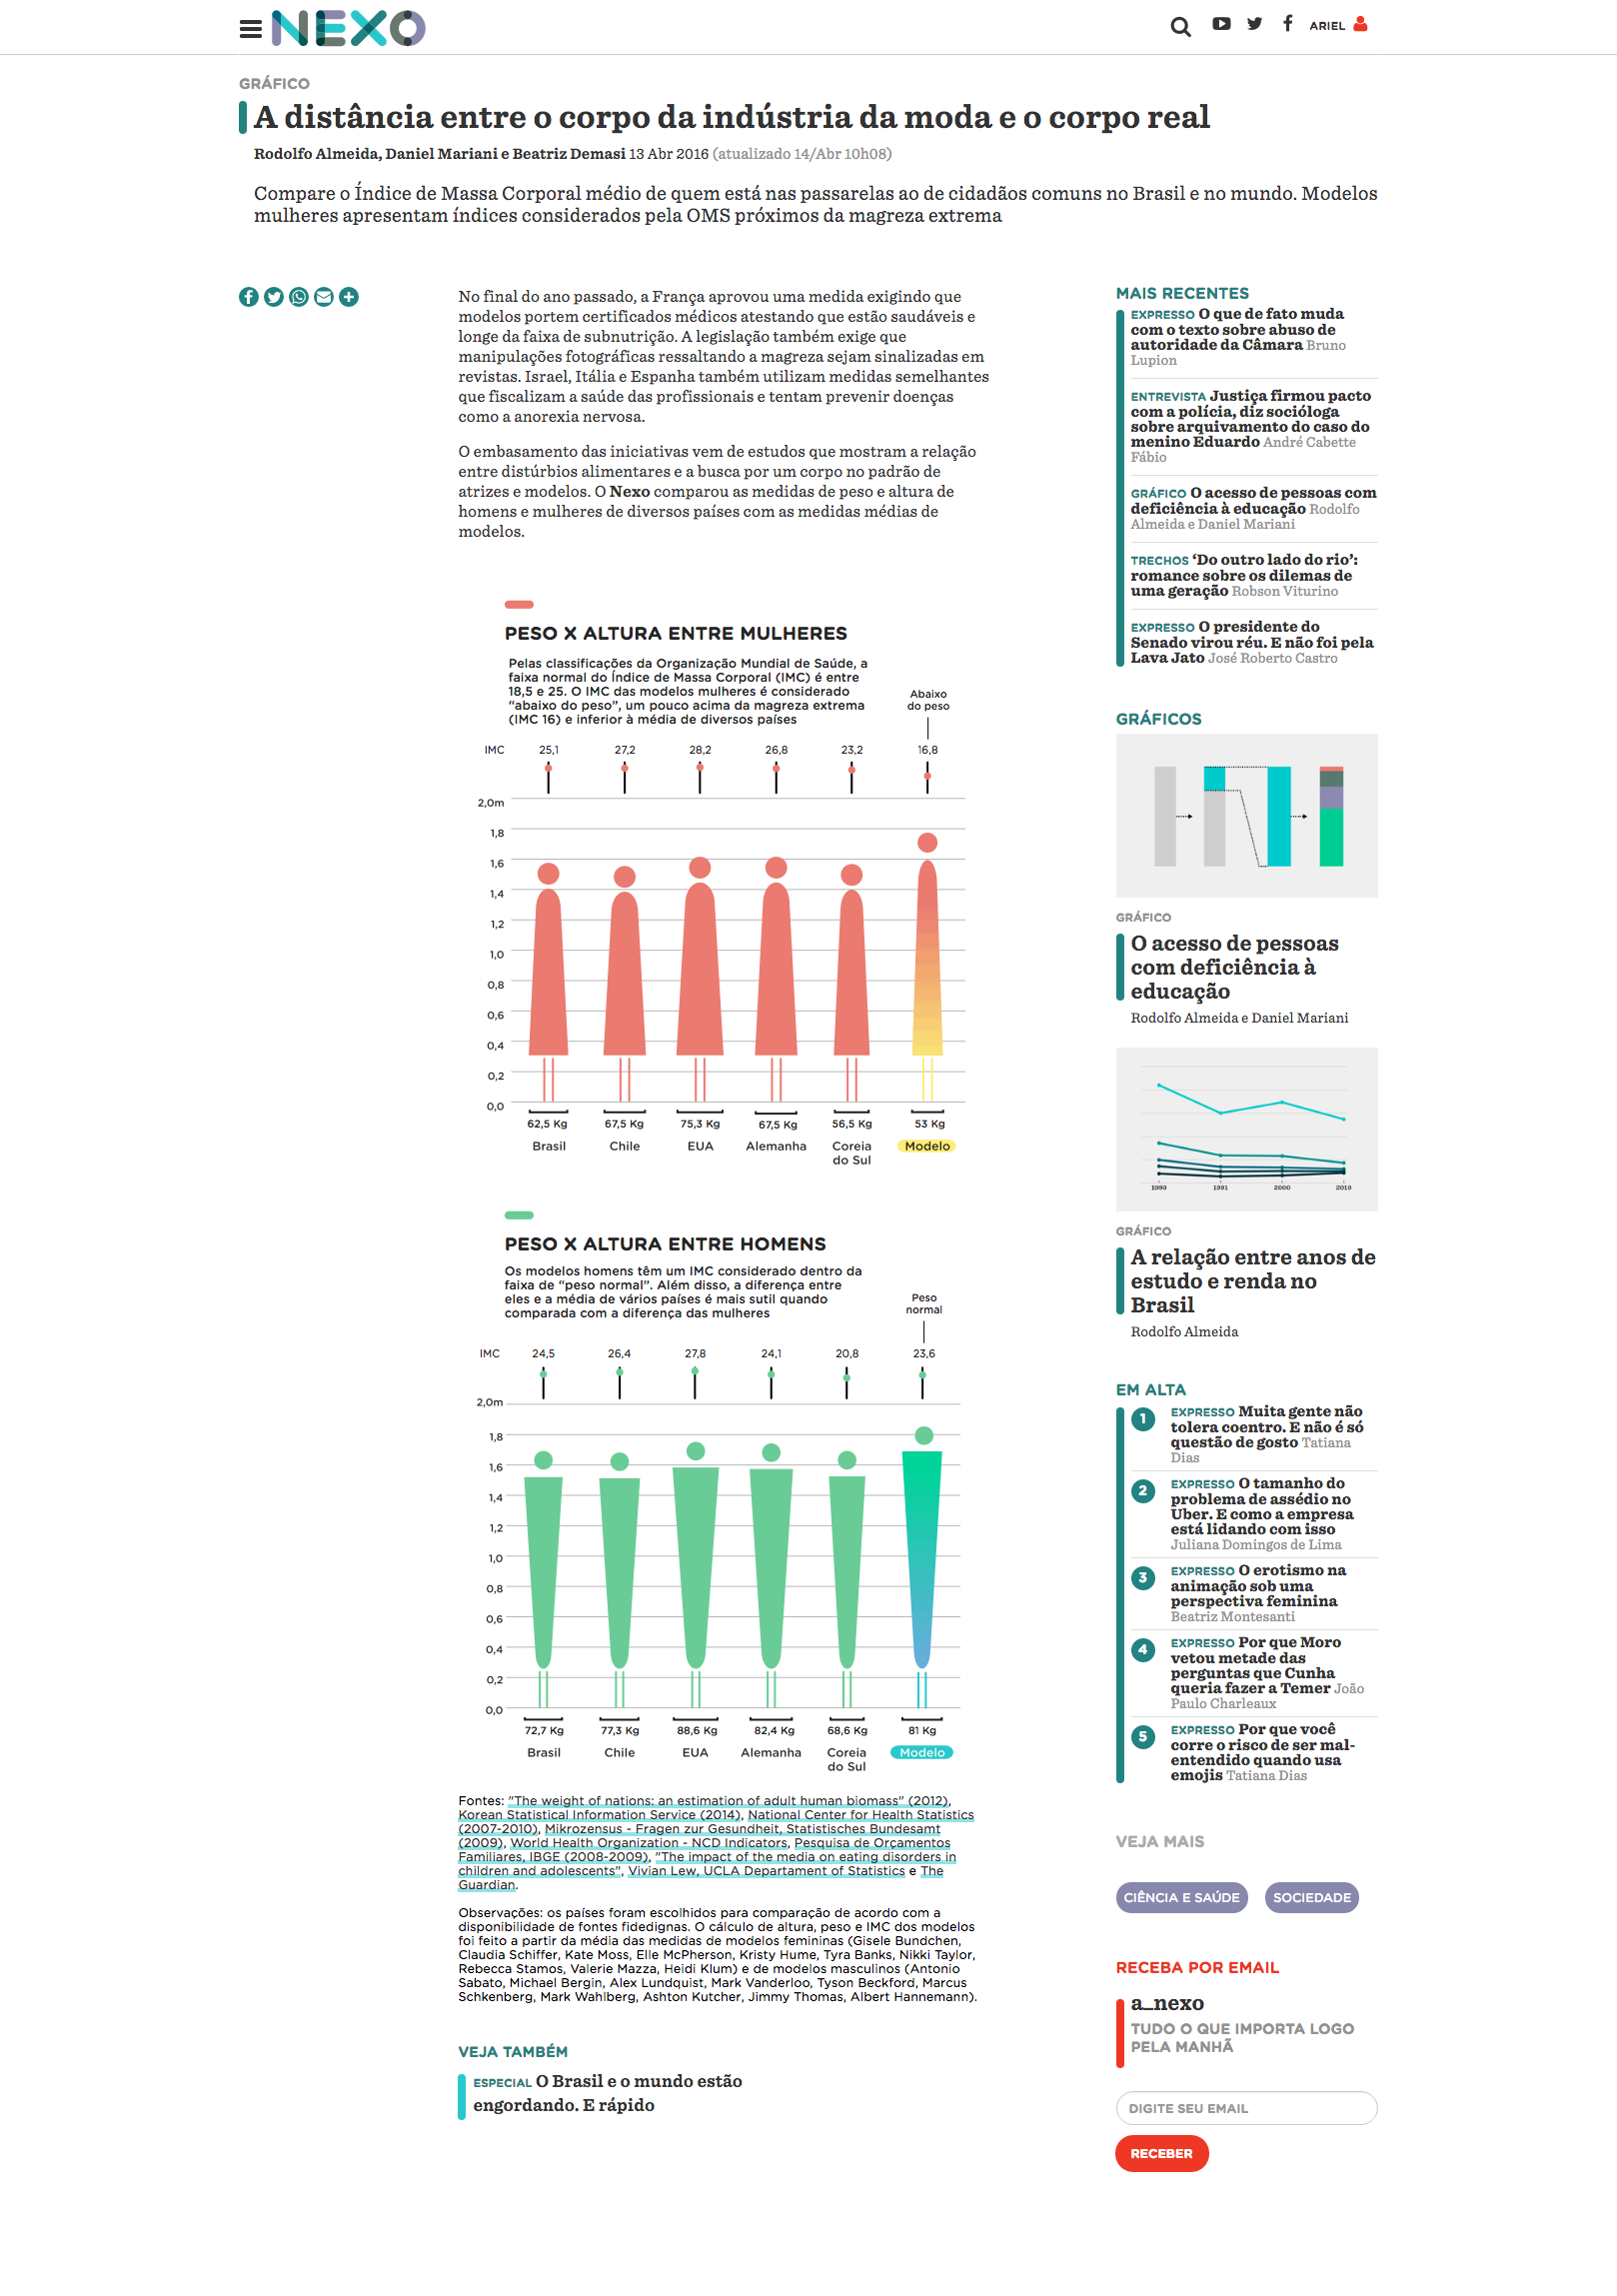 NEXO
ARIEL
GRÁFICO
A distância entre o corpo da indústria da moda e o corpo real
Rodolfo Almeida, Daniel Mariani e Beatriz Demasi 13 Abr 2016 (atualizado 14/Abr 10h08)
Compare o Índice de Massa Corporal médio de quem está nas passarelas ao de cidadãos comuns no Brasil e no mundo. Modelos
mulheres apresentam índices considerados pela OMS próximos da magreza extrema
No final do ano passado, a França aprovou uma medida exigindo que
modelos portem certificados médicos atestando que estão saudáveis e
longe da faixa de subnutrição. A legislação também exige que
manipulações fotográficas ressaltando a magreza sejam sinalizadas em
revistas. Israel, Itália e Espanha também utilizam medidas semelhantes
que fiscalizam a saúde das profissionais e tentam prevenir doenças
como a anorexia nervosa.
O embasamento das iniciativas vem de estudos que mostram a relação
entre distúrbios alimentares e a busca por um corpo no padrão de
atrizes e modelos. O Nexo comparou as medidas de peso e altura de
homens e mulheres de diversos países com as medidas médias de
modelos.
PESO X ALTURA ENTRE MULHERES
Pelas classificações da Organização Mundial de Saúde, a
faixa normal do Índice de Massa Corporal (IMC) é entre
18,5 e 25. O IMC das modelos mulheres é considerado
“abaixo do peso”, um pouco acima da magreza extrema
(IMC 16) e inferior à média de diversos países
Abaixo
do peso
IMC 25,1 27,2 28,2 26,8 23,2 16,8
2,0m
1,8
1,6
1,4
1,2
1,0
0,8
0,6
0,4
0,2
0,0
62,5 Kg 67,5 Kg 75,3 Kg 67,5 Kg 56,5 Kg 53 Kg
Brasil Chile EUA Alemanha Coreia Modelo
do Sul
PESO X ALTURA ENTRE HOMENS
Os modelos homens têm um IMC considerado dentro da
faixa de “peso normal”. Além disso, a diferença entre
eles e a média de vários países é mais sutil quando
comparada com a diferença das mulheres
Peso
normal
IMC 24,5 26,4 27,8 24,1 20,8 23,6
2,0m
1,8
1,6
1,4
1,2
1,0
0,8
0,6
0,4
0,2
0,0
72,7 Kg 77,3 Kg 88,6 Kg 82,4 Kg 68,6 Kg 81 Kg
Brasil Chile EUA Alemanha Coreia Modelo
do Sul
Fontes: "The weight of nations: an estimation of adult human biomass" (2012),
Korean Statistical Information Service (2014), National Center for Health Statistics
(2007-2010), Mikrozensus - Fragen zur Gesundheit, Statistisches Bundesamt
(2009), World Health Organization - NCD Indicators, Pesquisa de Orçamentos
Familiares, IBGE (2008-2009), "The impact of the media on eating disorders in
children and adolescents", Vivian Lew, UCLA Departament of Statistics e The
Guardian.
Observações: os países foram escolhidos para comparação de acordo com a
disponibilidade de fontes fidedignas. O cálculo de altura, peso e IMC dos modelos
foi feito a partir da média das medidas de modelos femininas (Gisele Bundchen,
Claudia Schiffer, Kate Moss, Elle McPherson, Kristy Hume, Tyra Banks, Nikki Taylor,
Rebecca Stamos, Valerie Mazza, Heidi Klum) e de modelos masculinos (Antonio
Sabato, Michael Bergin, Alex Lundquist, Mark Vanderloo, Tyson Beckford, Marcus
Schkenberg, Mark Wahlberg, Ashton Kutcher, Jimmy Thomas, Albert Hannemann).
VEJA TAMBÉM
ESPECIAL O Brasil e o mundo estão
engordando. E rápido
MAIS RECENTES
EXPRESSO O que de fato muda
com o texto sobre abuso de
autoridade da Câmara Bruno
Lupion
ENTREVISTA Justiça firmou pacto
com a polícia, diz socióloga
sobre arquivamento do caso do
menino Eduardo André Cabette
Fábio
GRÁFICO O acesso de pessoas com
deficiência à educação Rodolfo
Almeida e Daniel Mariani
TRECHOS ‘Do outro lado do rio’:
romance sobre os dilemas de
uma geração Robson Viturino
EXPRESSO O presidente do
Senado virou réu. E não foi pela
Lava Jato José Roberto Castro
GRÁFICOS
GRÁFICO
O acesso de pessoas
com deficiência à
educação
Rodolfo Almeida e Daniel Mariani
1980 1991 2000 2010
GRÁFICO
A relação entre anos de
estudo e renda no
Brasil
Rodolfo Almeida
EM ALTA
1 EXPRESSO Muita gente não
tolera coentro. E não é só
questão de gosto Tatiana
Dias
2 EXPRESSO O tamanho do
problema de assédio no
Uber. E como a empresa
está lidando com isso
Juliana Domingos de Lima
3 EXPRESSO O erotismo na
animação sob uma
perspectiva feminina
Beatriz Montesanti
4 EXPRESSO Por que Moro
vetou metade das
perguntas que Cunha
queria fazer a Temer João
Paulo Charleaux
5 EXPRESSO Por que você
corre o risco de ser mal-
entendido quando usa
emojis Tatiana Dias
VEJA MAIS
CIÊNCIA E SAÚDE SOCIEDADE
RECEBA POR EMAIL
a_nexo
TUDO O QUE IMPORTA LOGO
PELA MANHÃ
DIGITE SEU EMAIL
RECEBER